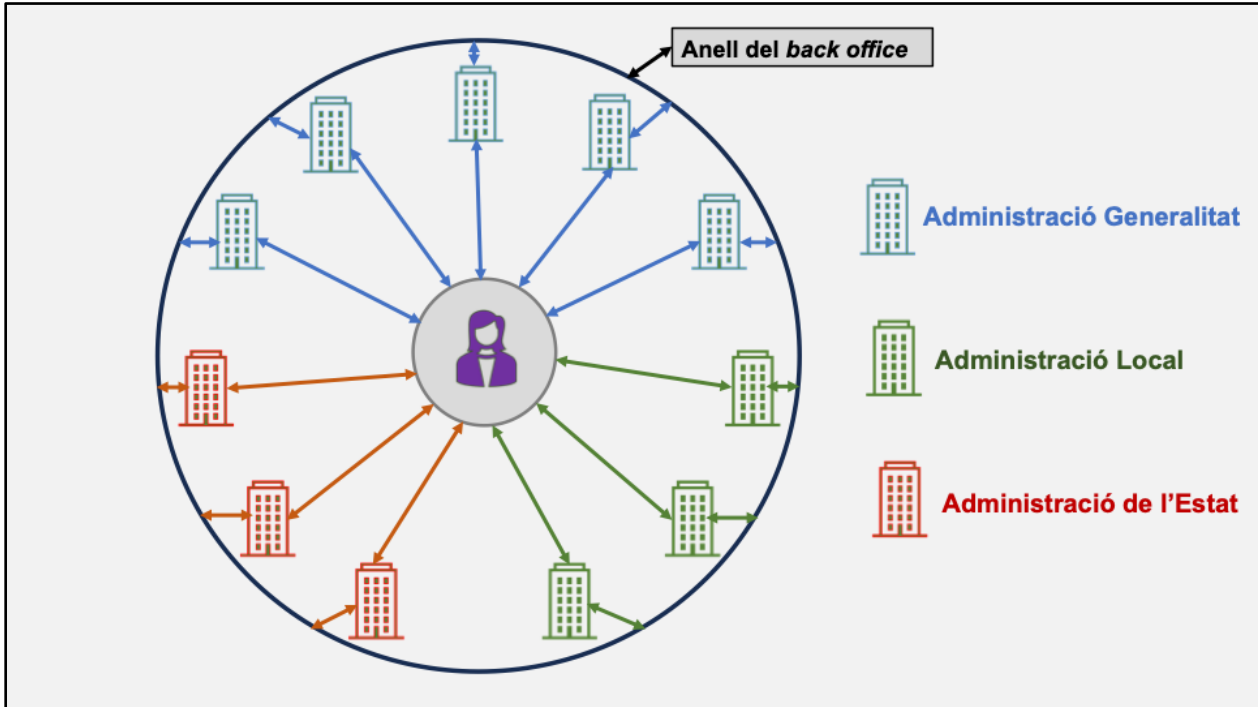 Anell del back office
Administració Generalitat
Administració Local
Administració de l’Estat